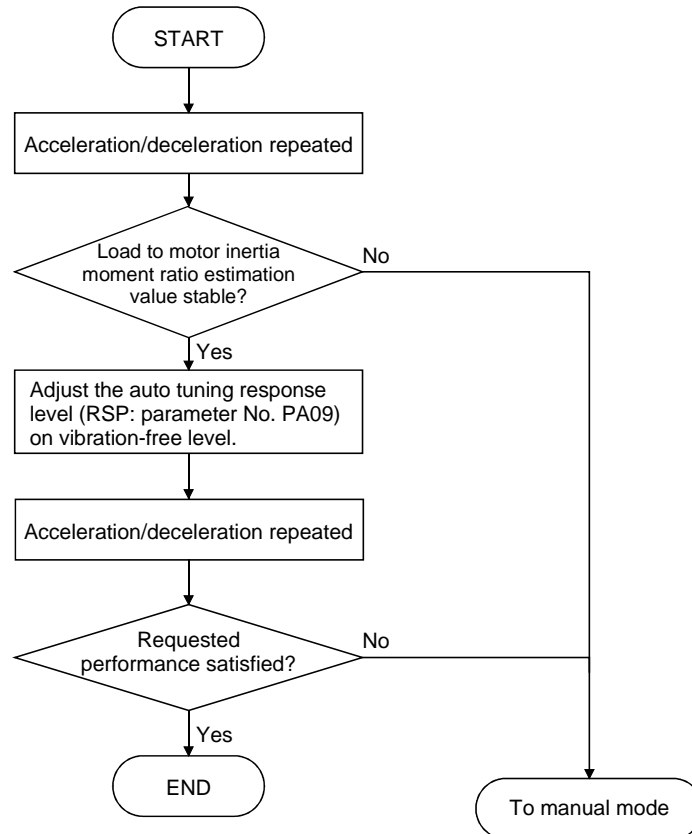 START
Acceleration/deceleration repeated
Load to motor inertia
moment ratio estimation
value stable?
No
Yes
Adjust the auto tuning response
level (RSP: parameter No. PA09)
on vibration-free level.
Acceleration/deceleration repeated
Requested
performance satisfied?
No
Yes
END
To manual mode